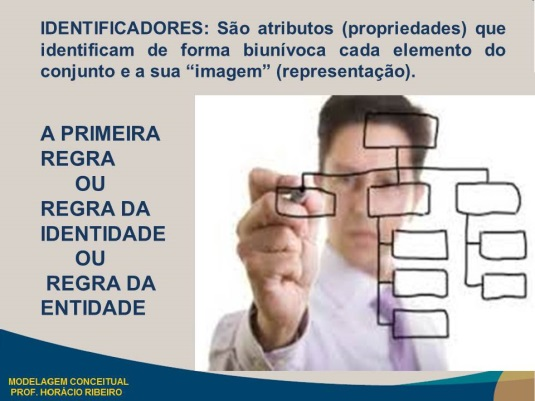 IDENTIFICADORES: São atributos (propriedades) que
identificam de forma biunívoca cada elemento do
conjunto e a sua “imagem” (representação).
A PRIMEIRA
REGRA
OU
REGRA DA
IDENTIDADE
OU
REGRA DA
ENTIDADE
MODELAGEM CONCEITUAL
PROF. HORÁCIO RIBEIRO